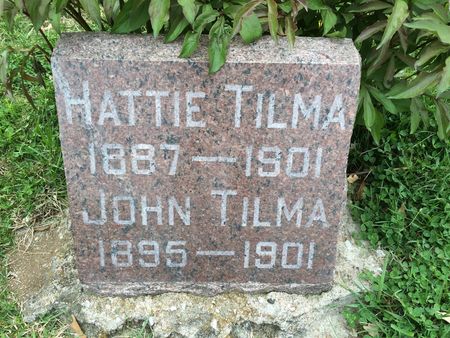 HATTIE TILMA
1887–1901
JOHN TILMA
1895–1901